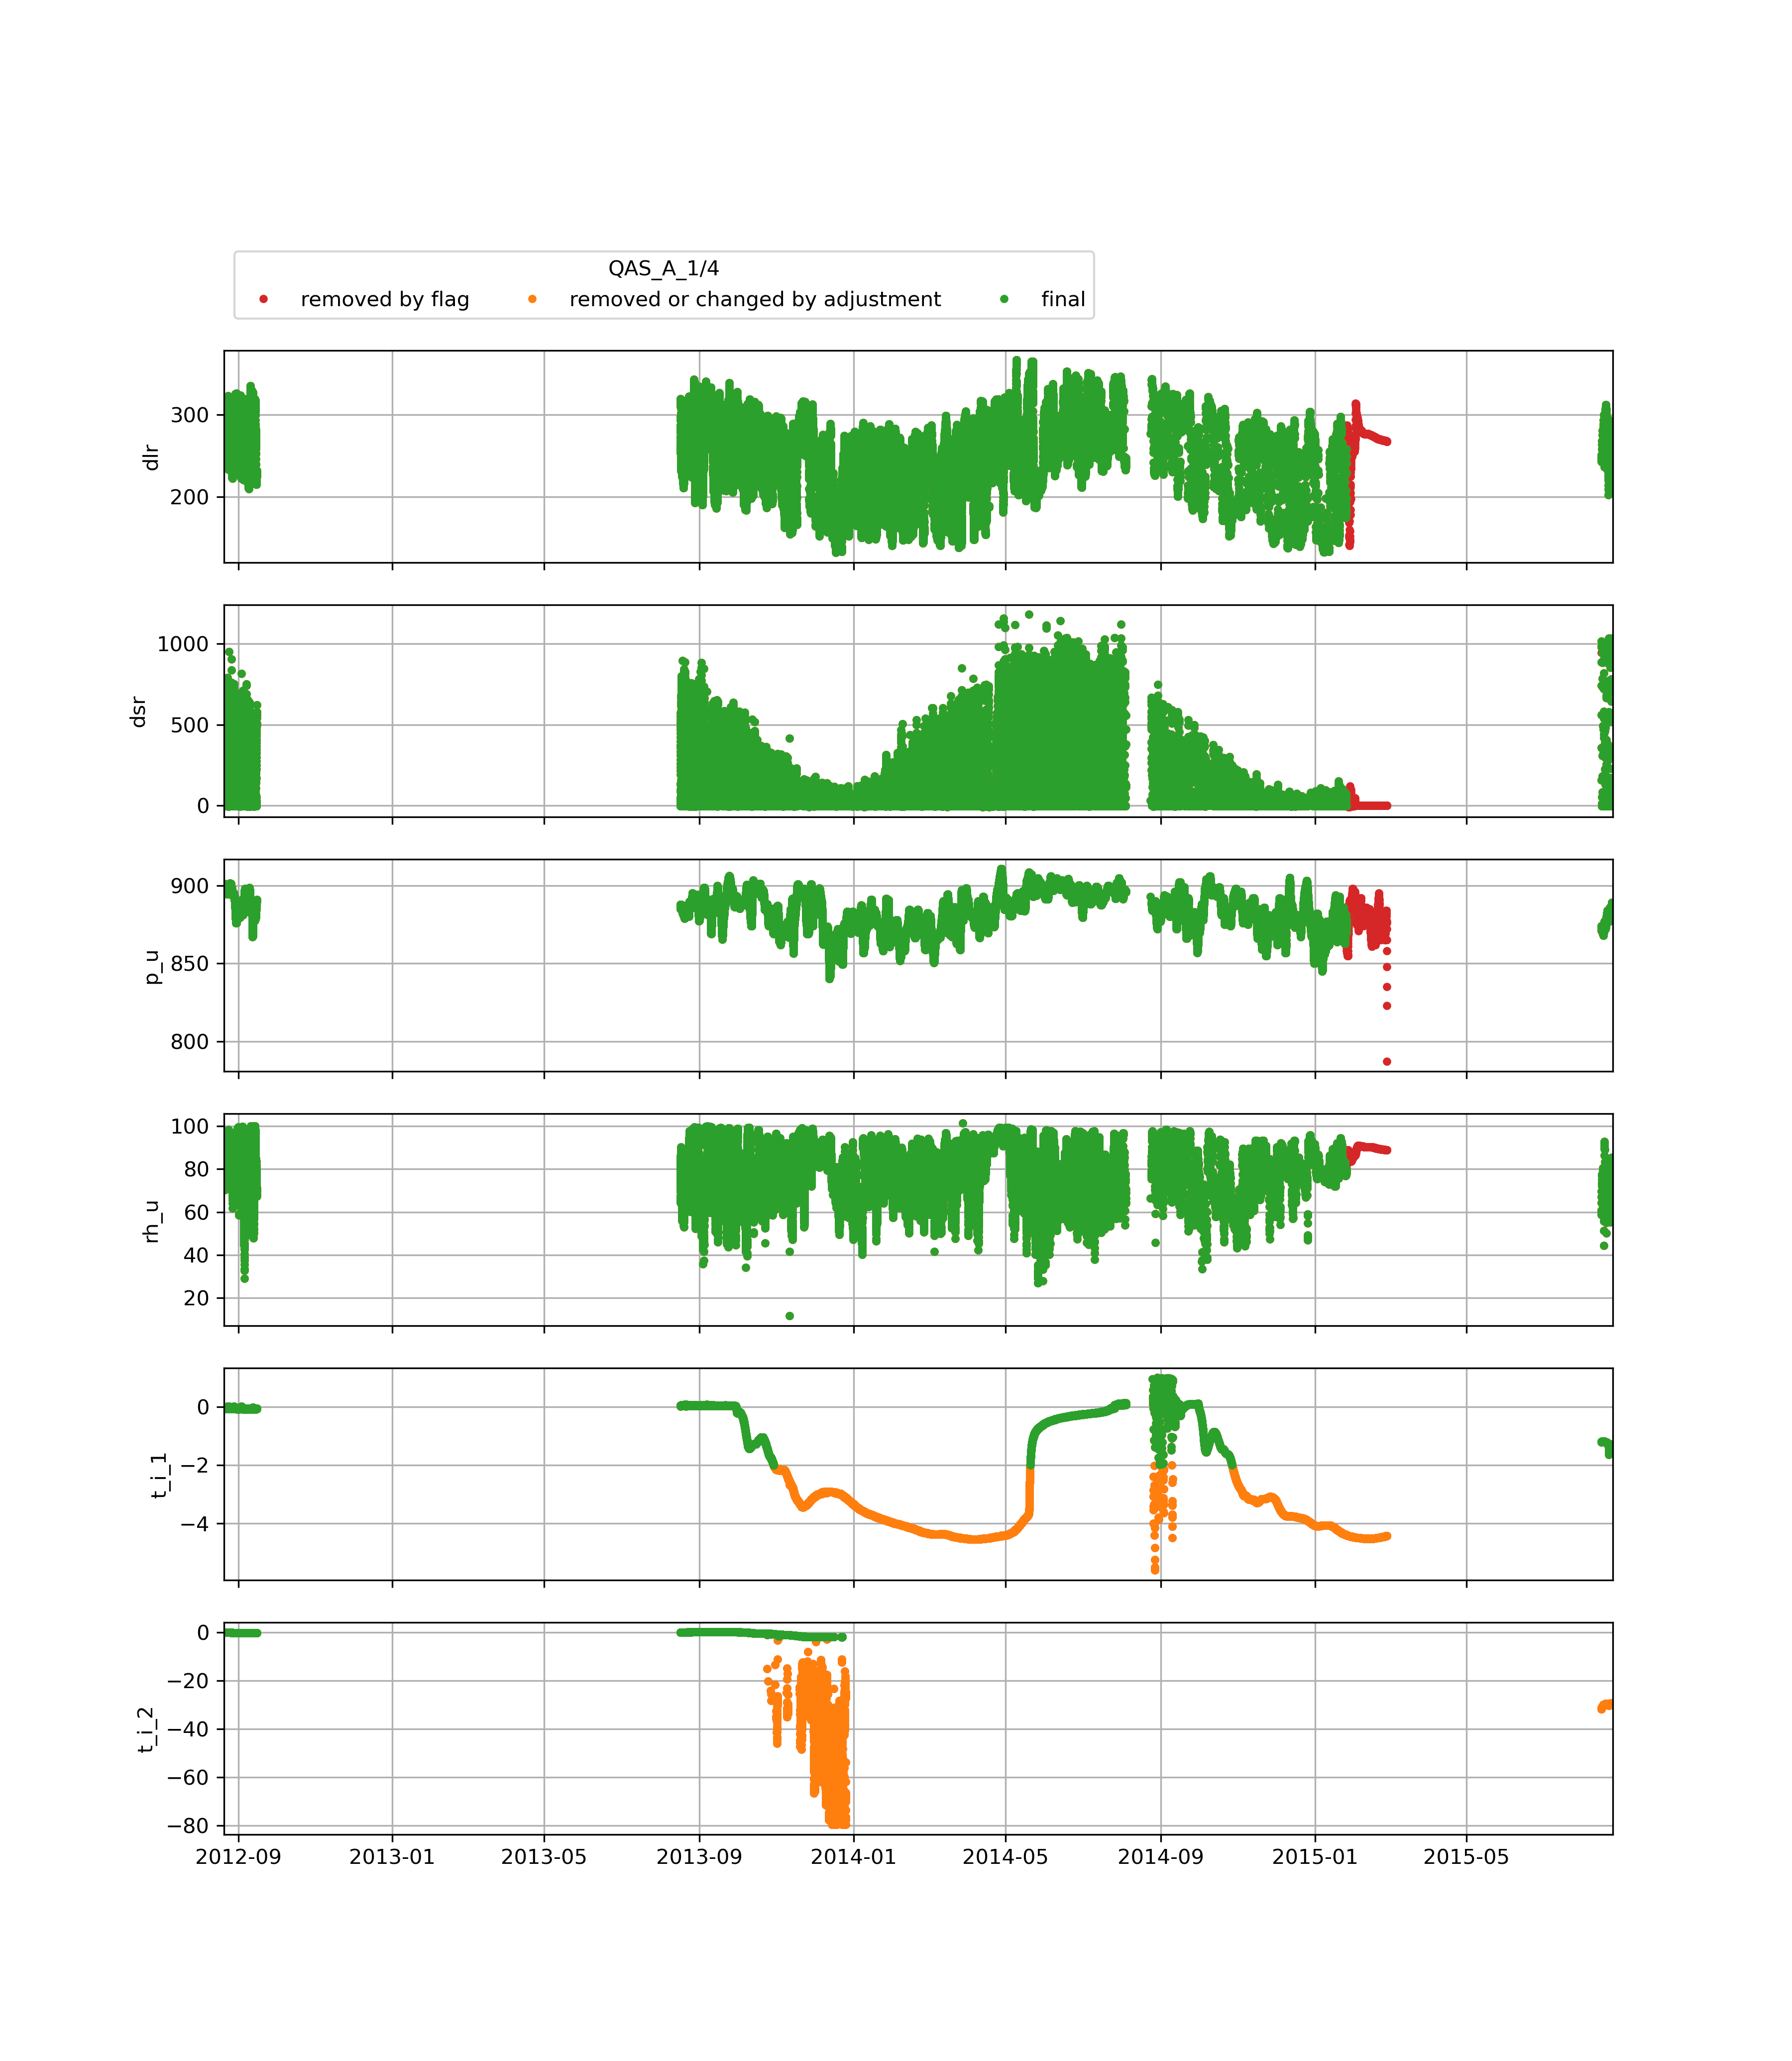 QAS_A_1/4
removed by flag removed or changed by adjustment final
dlr
300
200
dsr
1000
500
0
p_u
900
850
800
rh_u
100
80
60
40
20
t_i_1
0
−2
−4
t_i_2
0
−20
−40
−60
−80
2012-09 2013-01 2013-05 2013-09 2014-01 2014-05 2014-09 2015-01 2015-05